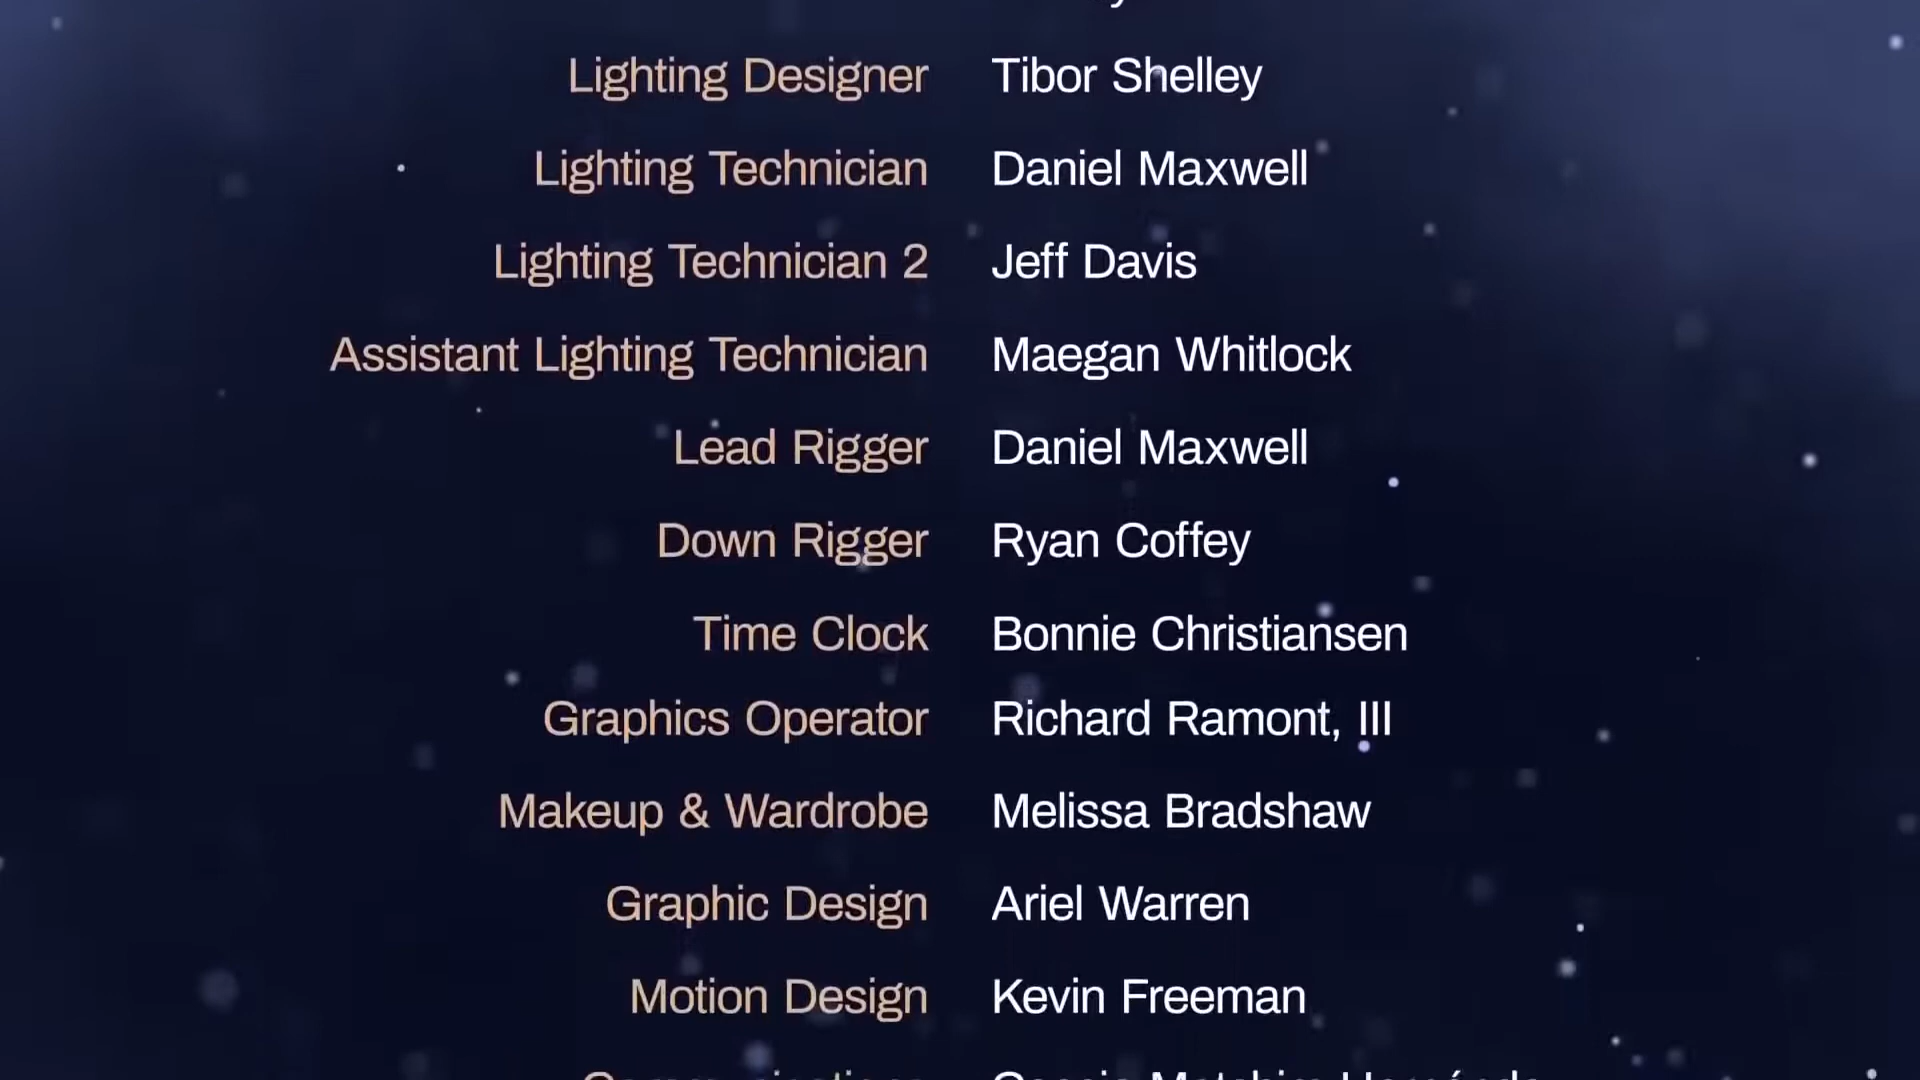 Lighting Designer Tibor Shelley
Lighting Technician Daniel Maxwell
Lighting Technician 2 Jeff Davis
Assistant Lighting Technician Maegan Whitlock
Lead Rigger Daniel Maxwell
Down Rigger Ryan Coffey
Time Clock Bonnie Christiansen
Graphics Operator Richard Ramont, III
Makeup & Wardrobe Melissa Bradshaw
Graphic Design Ariel Warren
Motion Design Kevin Freeman